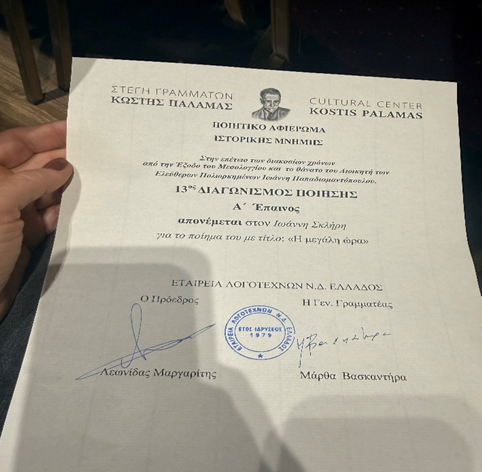 ΣΤΕΓΗ ΓΡΑΜΜΑΤΩΝ
ΚΩΣΤΗΣ ΠΑΛΑΜΑΣ
CULTURAL CENTER
KOSTIS PALAMAS
ΠΟΙΗΤΙΚΟ ΑΦΙΕΡΩΜΑ
ΙΣΤΟΡΙΚΗΣ ΜΝΗΜΗΣ
Στην επέτειο των διακοσίων χρόνων
από την Έξοδο του Μεσολογγίου και το θάνατο του Διοικητή των
Ελεύθερων Πολιορκημένων Ιωάννη Παπαδιαμαντόπουλου.
13ος ΔΙΑΓΩΝΙΣΜΟΣ ΠΟΙΗΣΗΣ
Α΄ Έπαινος
απονέμεται στον Ιωάννη Σκλήρη
για το ποίημα του με τίτλο: «Η μεγάλη ώρα»
ΕΤΑΙΡΕΙΑ ΛΟΓΟΤΕΧΝΩΝ Ν.Δ. ΕΛΛΑΔΟΣ
Ο Πρόεδρος
Η Γεν. Γραμματέας
ΕΤΑΙΡΕΙΑ ΛΟΓΟΤΕΧΝΩΝ Ν.Δ. ΕΛΛΑΔΟΣ
ΕΤΟΣ ΙΔΡΥΣΕΩΣ
1979
Λεωνίδας Μαργαρίτης
Μάρθα Βασκαντήρα